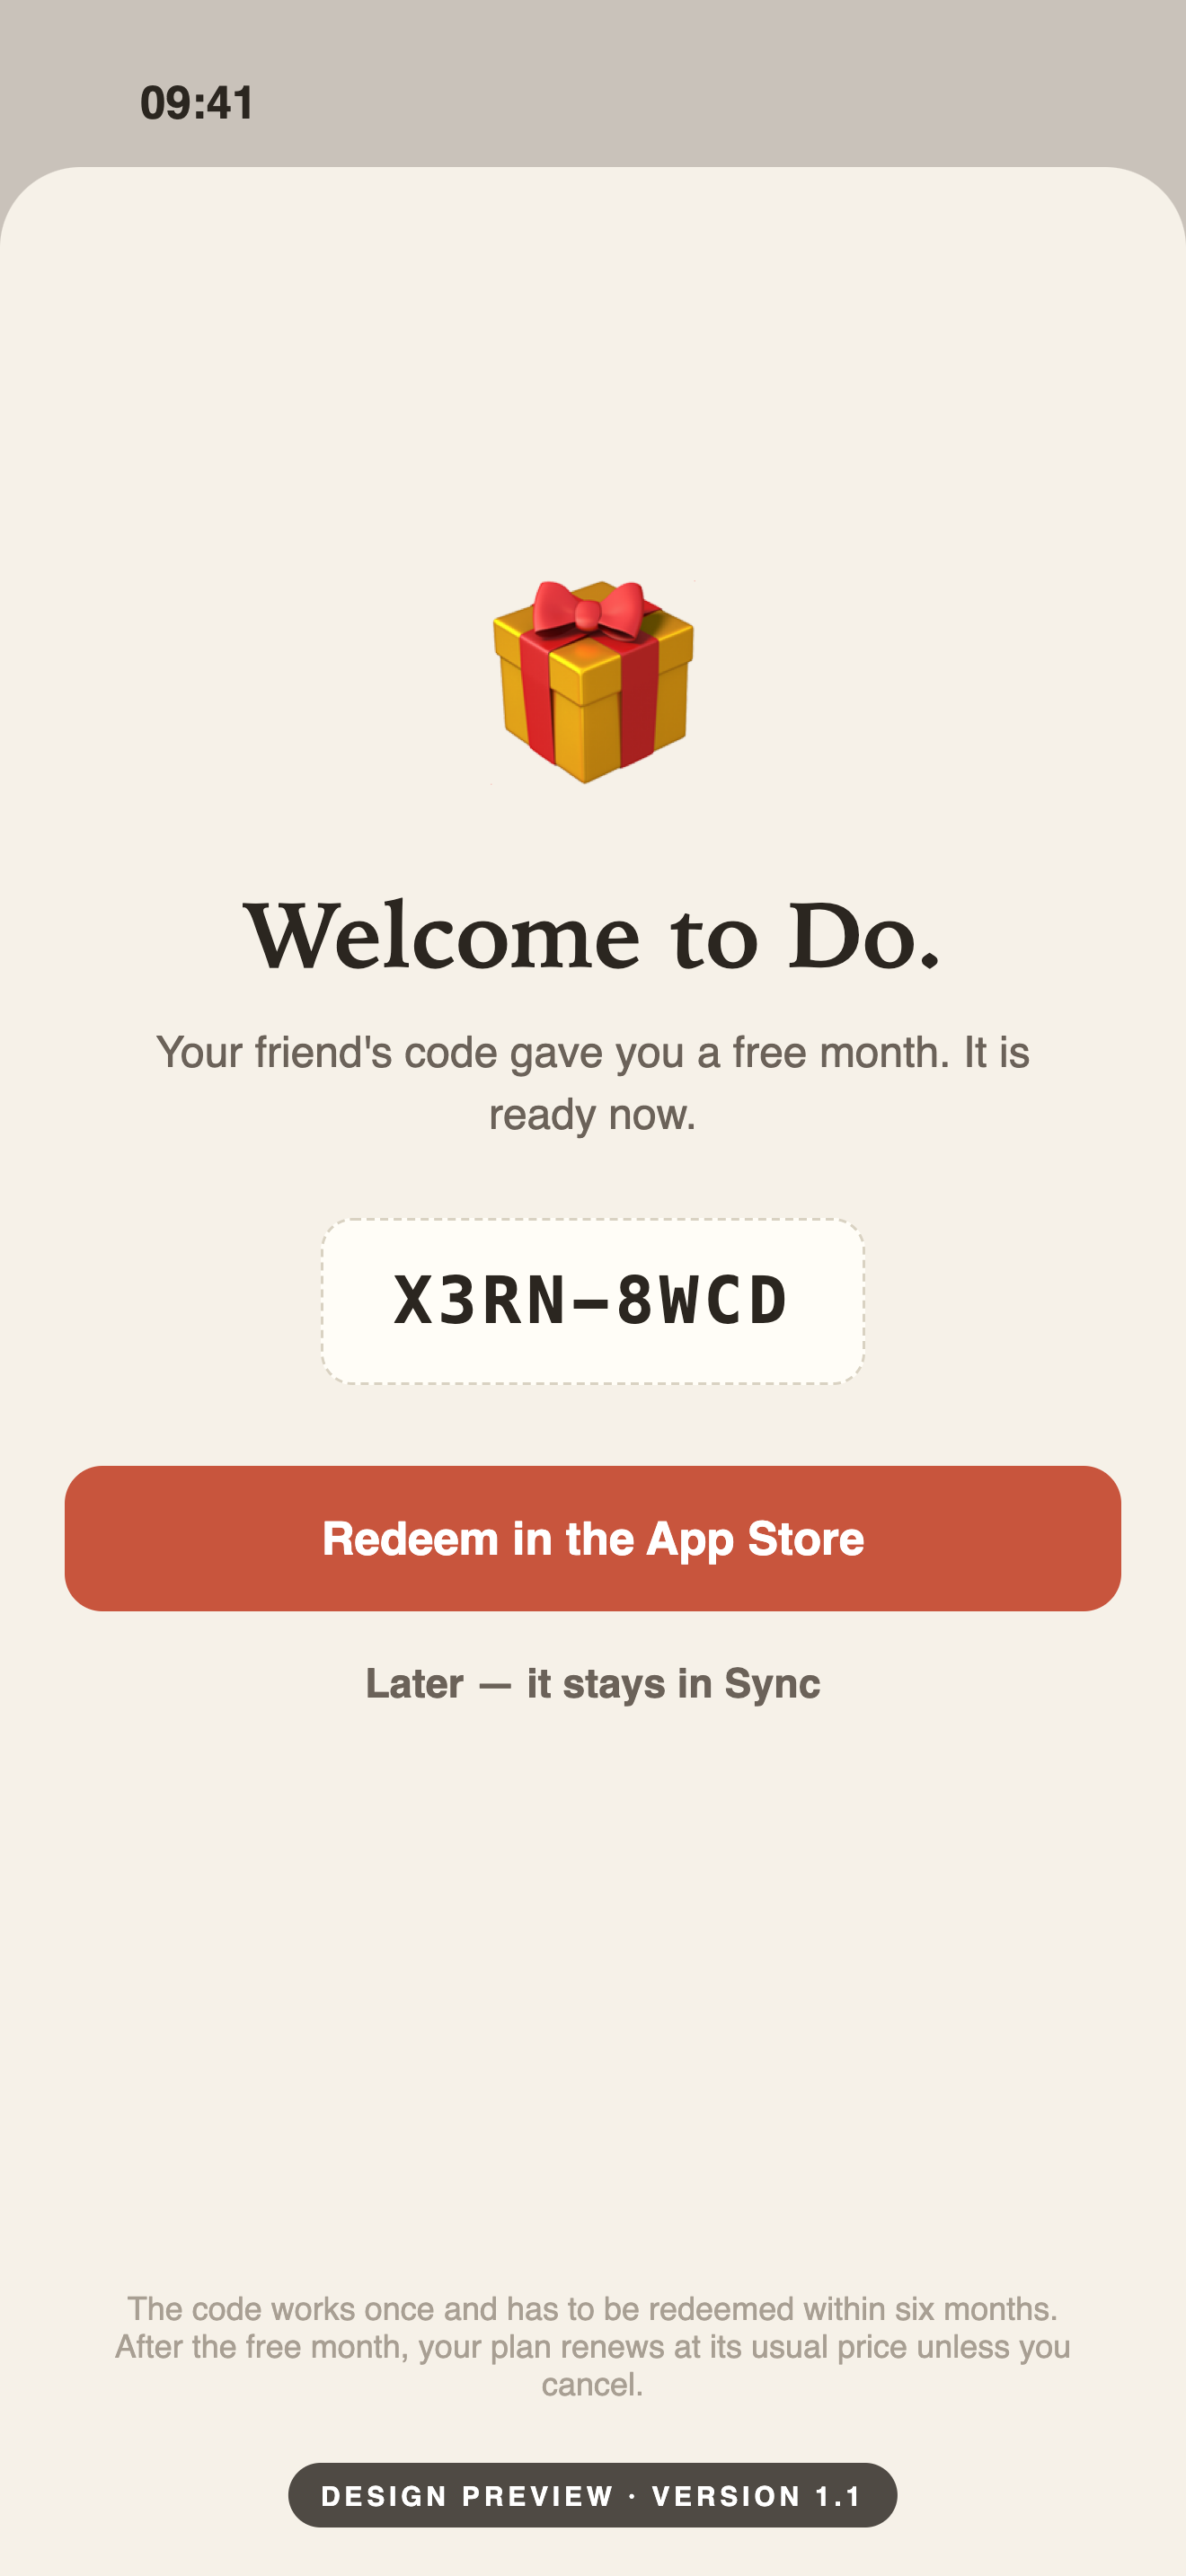 09:41
Welcome to Do.
Your friend's code gave you a free month. It is
ready now.
X3RN–8WCD
Redeem in the App Store
Later — it stays in Sync
The code works once and has to be redeemed within six months.
After the free month, your plan renews at its usual price unless you
cancel.
DESIGN PREVIEW · VERSION 1.1